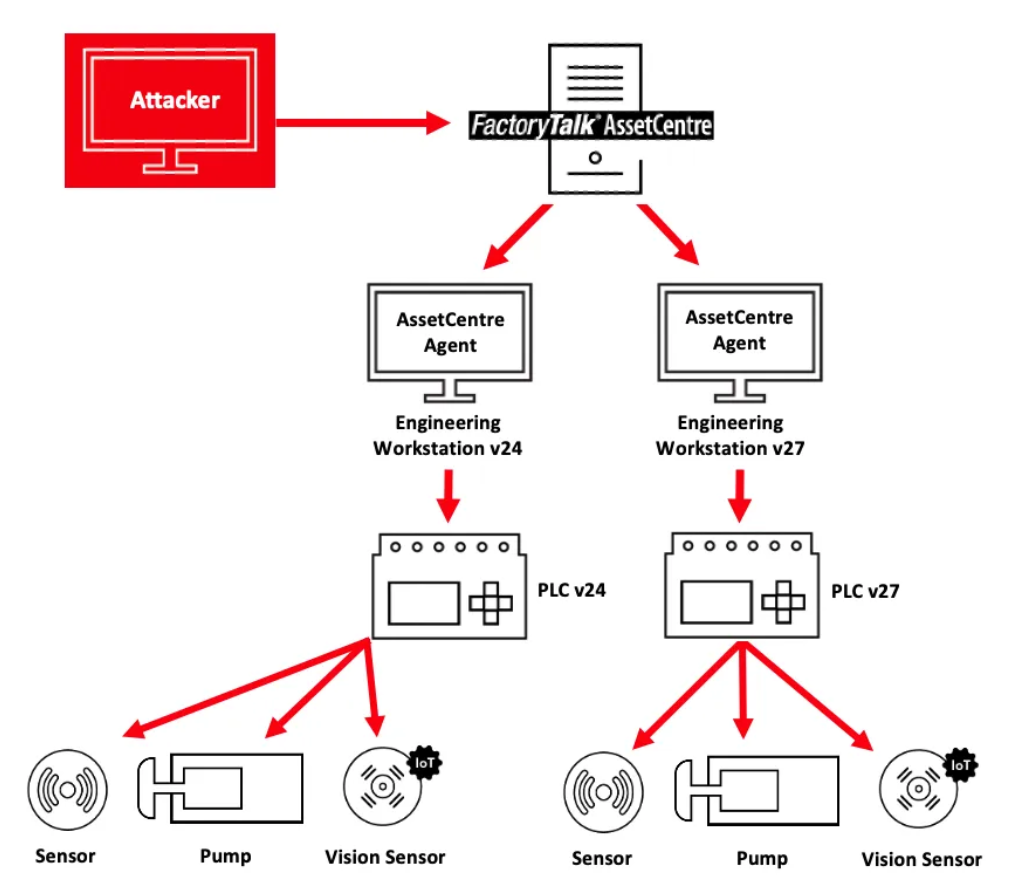 Attacker
FactoryTalk® AssetCentre
AssetCentre
Agent
AssetCentre
Agent
Engineering
Workstation v24
Engineering
Workstation v27
PLC v24
PLC v27
IoT
IoT
Sensor
Pump
Vision Sensor
Sensor
Pump
Vision Sensor